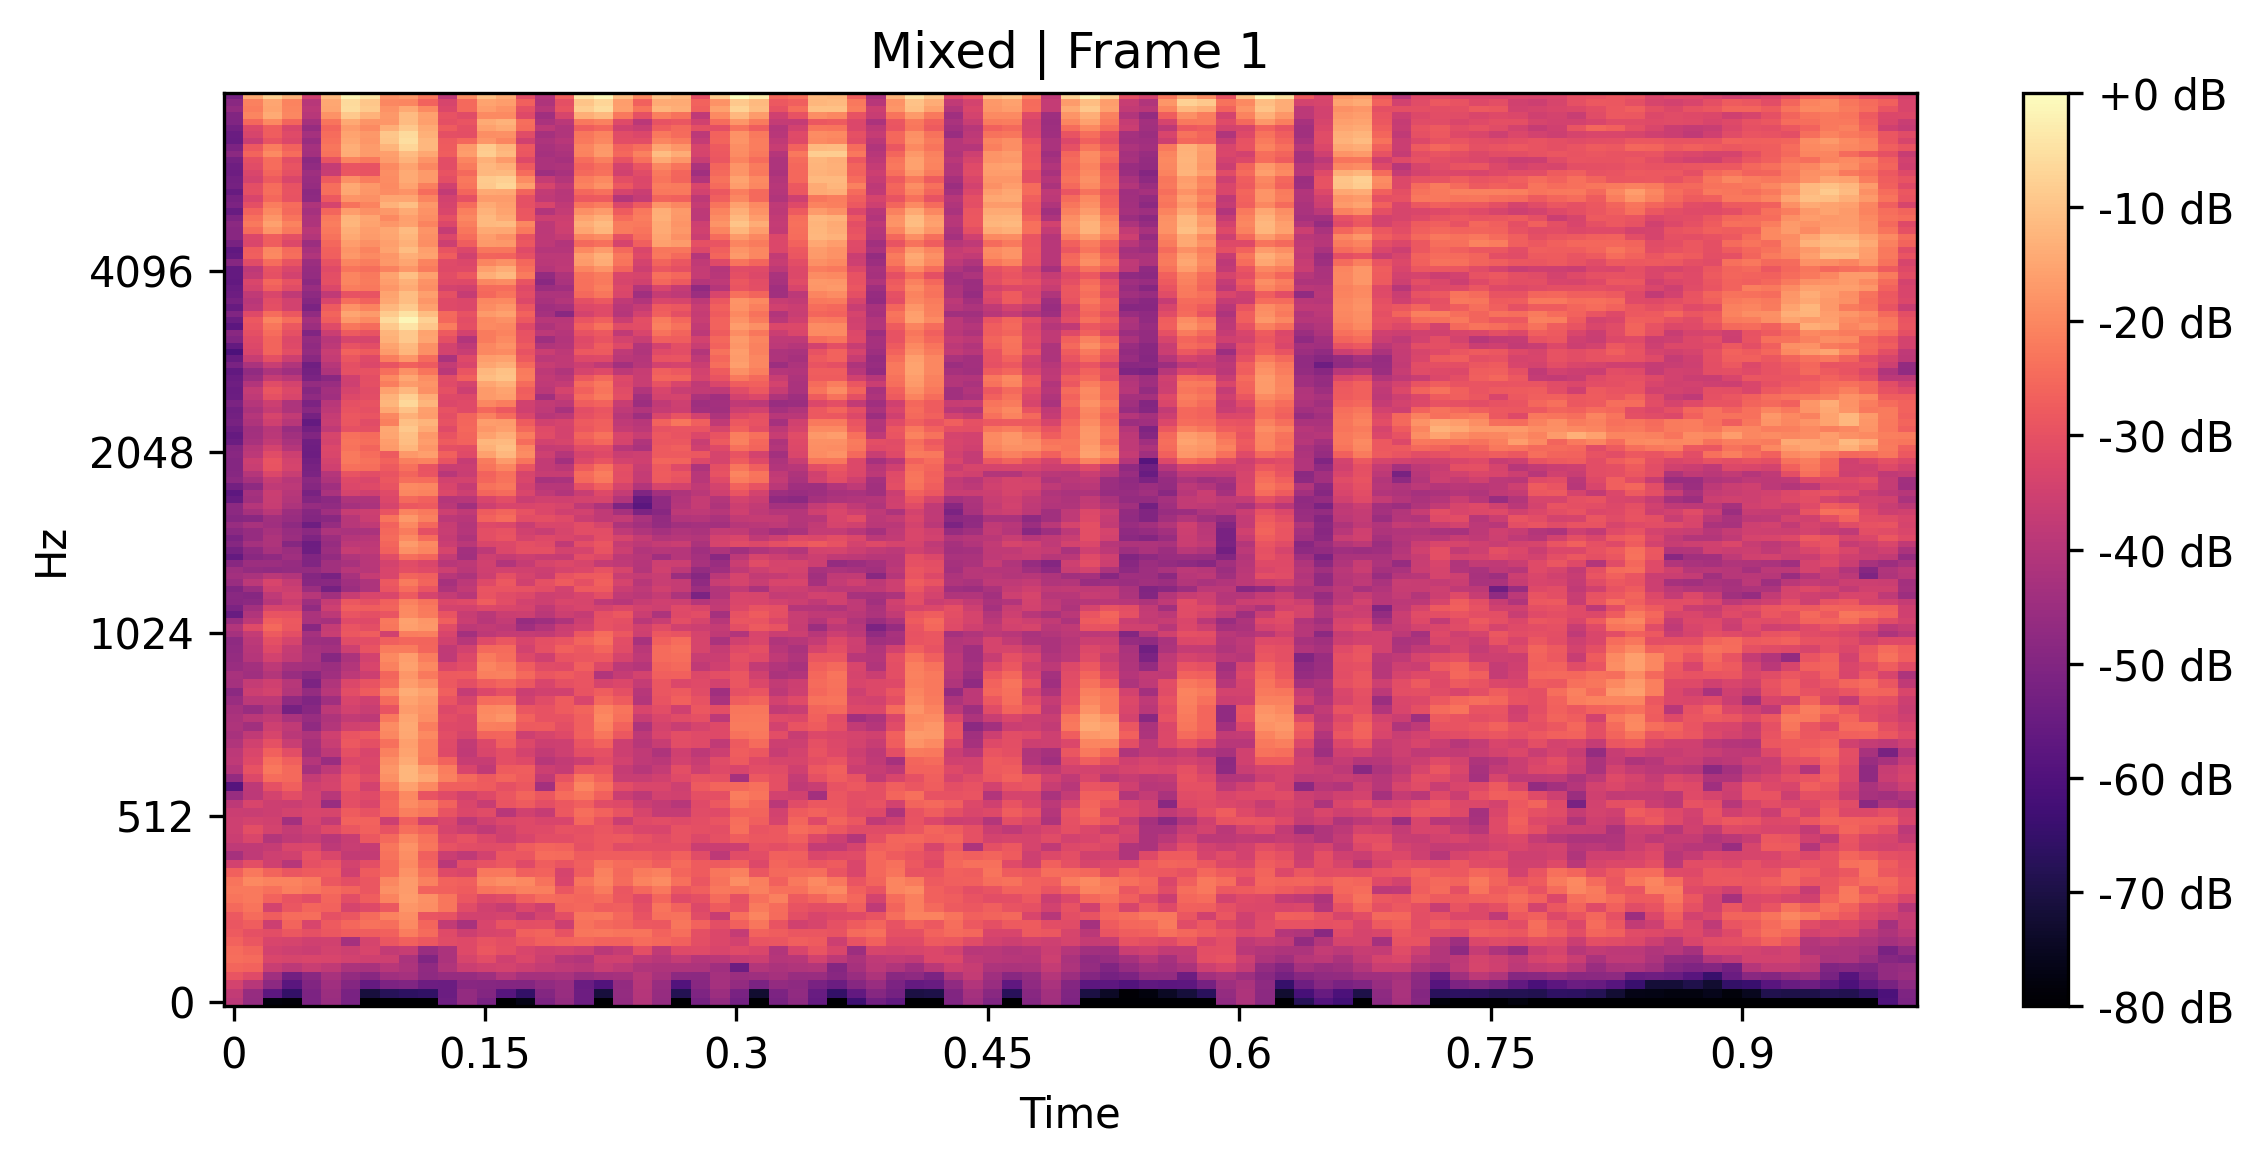 Mixed | Frame 1
Hz
4096
2048
1024
512
0
0 0.15 0.3 0.45 0.6 0.75 0.9
Time
+0 dB
-10 dB
-20 dB
-30 dB
-40 dB
-50 dB
-60 dB
-70 dB
-80 dB